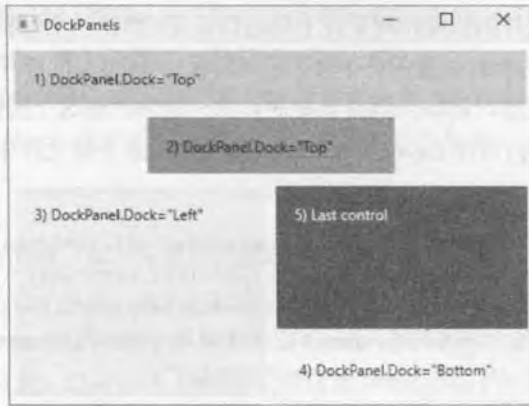 DockPanels
1) DockPanel.Dock="Top"
2) DockPanel.Dock="Top"
3) DockPanel.Dock="Left"
5) Last control
4) DockPanel.Dock="Bottom"